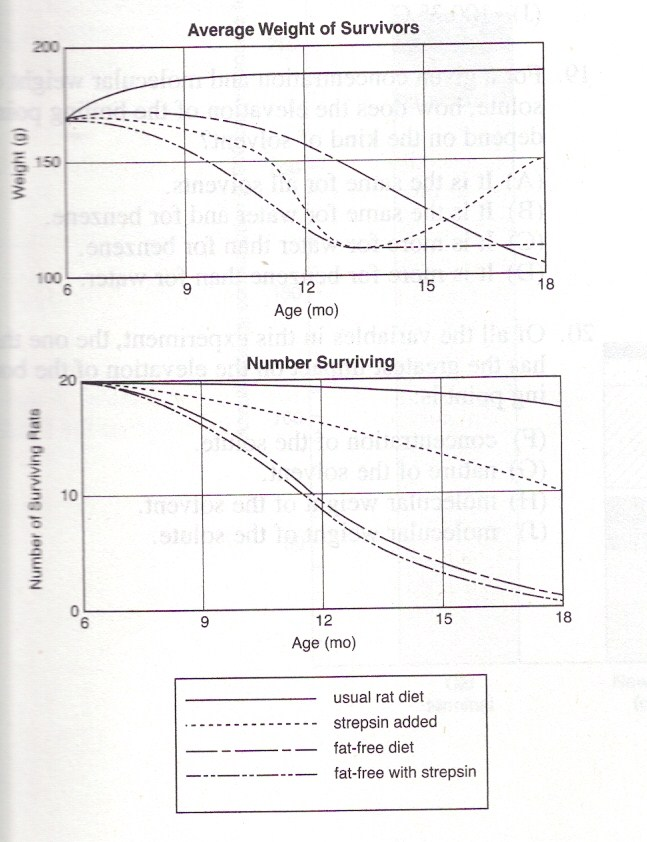 Average Weight of Survivors
200
150
100
Weight (g)
6 9 12 15 18
Age (mo)
Number Surviving
20
10
0
Number of Surviving Rats
6 9 12 15 18
Age (mo)
usual rat diet
strepsin added
fat-free diet
fat-free with strepsin